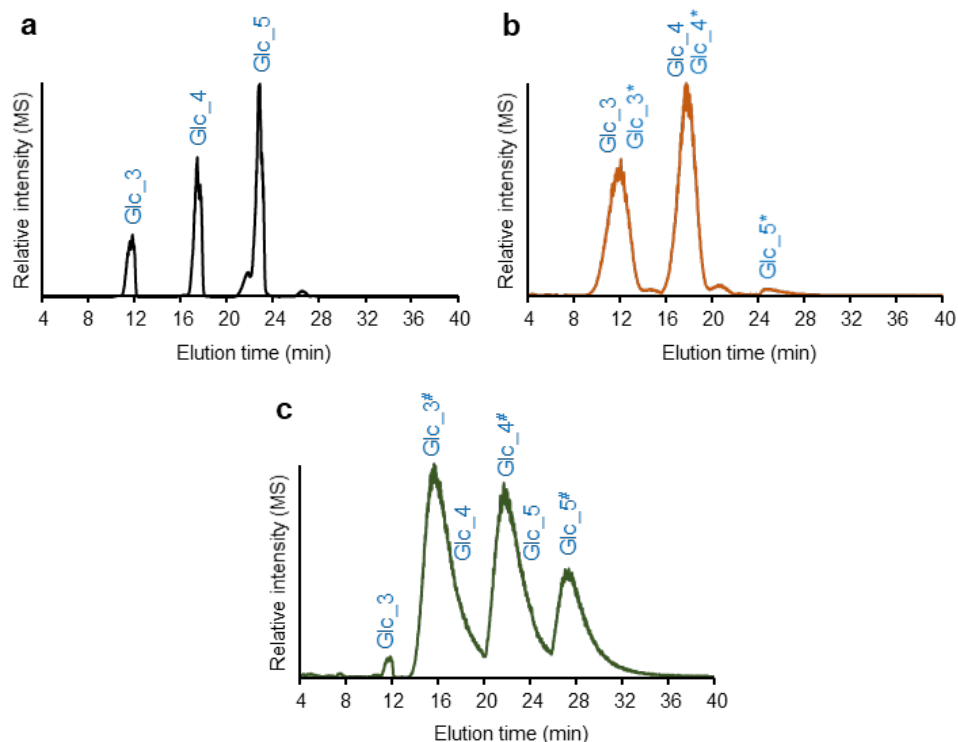 a
Relative intensity (MS)
Glc_3
Glc_4
Glc_5
4 8 12 16 20 24 28 32 36 40
Elution time (min)
b
Relative intensity (MS)
Glc_3
Glc_3*
Glc_4
Glc_4*
Glc_5*
4 8 12 16 20 24 28 32 36 40
Elution time (min)
c
Relative intensity (MS)
Glc_3
Glc_3#
Glc_4
Glc_4#
Glc_5
Glc_5#
4 8 12 16 20 24 28 32 36 40
Elution time (min)